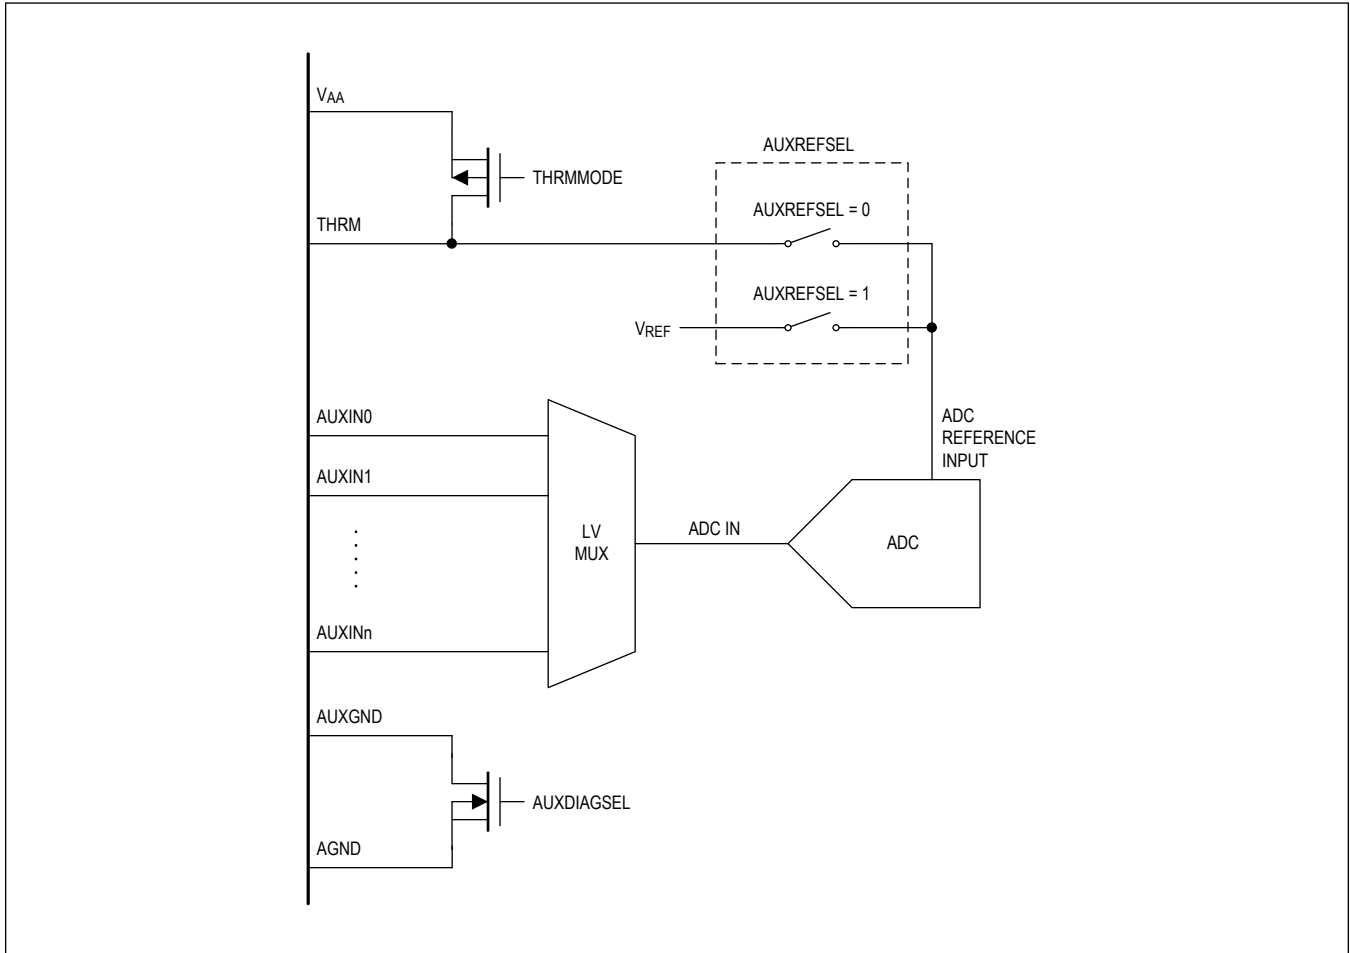 VAA
THRMMODE
THRM
AUXREFSEL
AUXREFSEL = 0
AUXREFSEL = 1
VREF
AUXIN0
AUXIN1
AUXINn
LV
MUX
ADC IN
ADC
REFERENCE
INPUT
ADC
AUXGND
AUXDIAGSEL
AGND